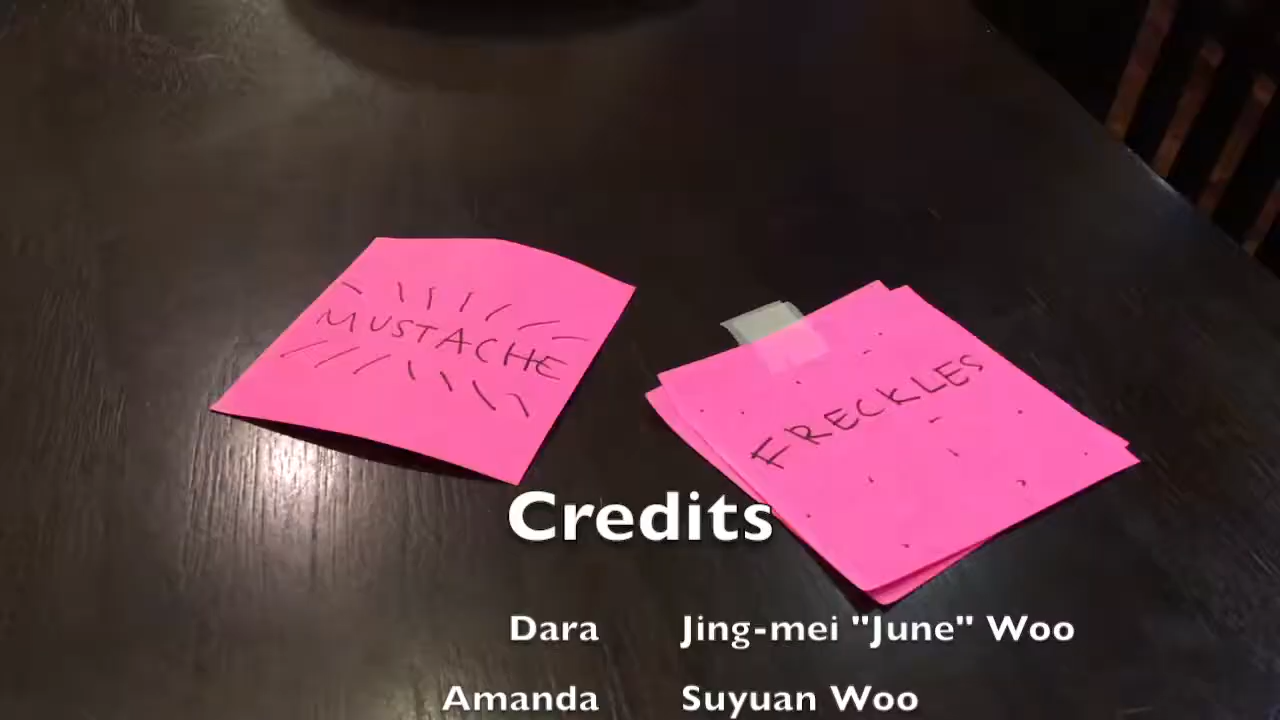 MUSTACHE
FRECKLES
Credits
Dara Jing-mei "June" Woo
Amanda Suyuan Woo